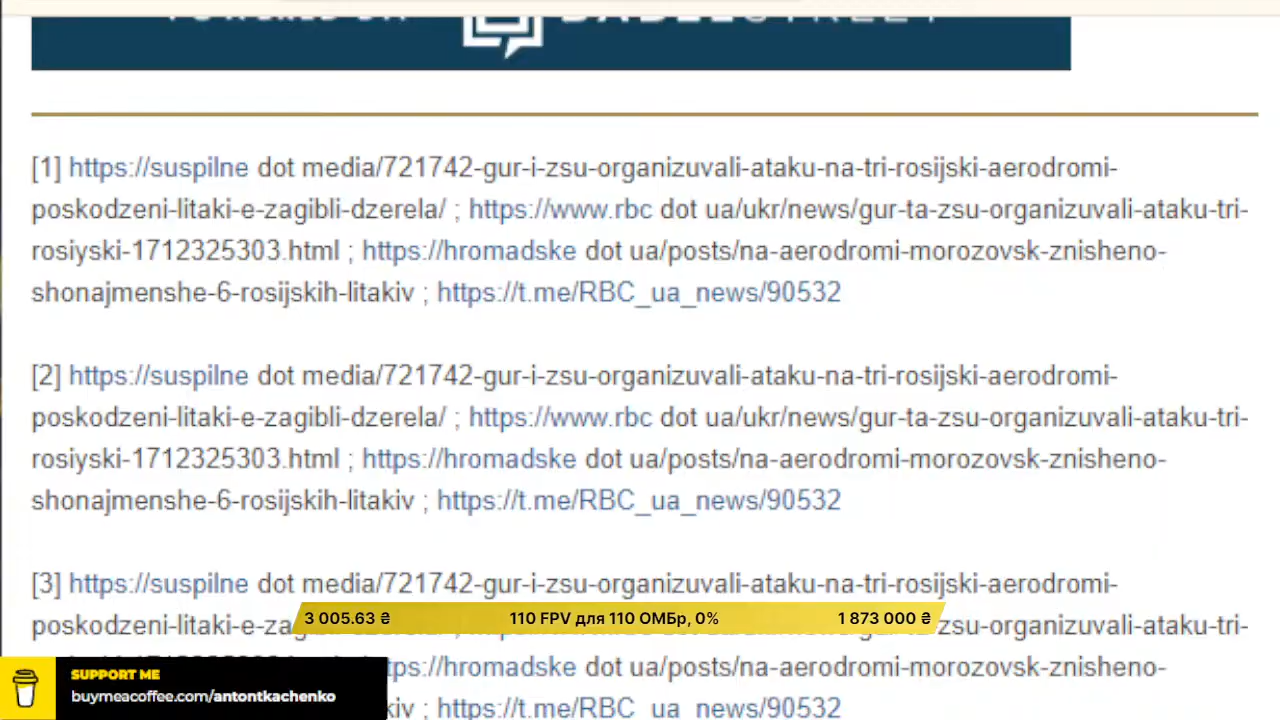 [1] https://suspilne dot media/721742-gur-i-zsu-organizuvali-ataku-na-tri-rosijski-aerodromi-
poskodzeni-litaki-e-zagibli-dzerela/ ; https://www.rbc dot ua/ukr/news/gur-ta-zsu-organizuvali-ataku-tri-
rosiyski-1712325303.html ; https://hromadske dot ua/posts/na-aerodromi-morozovsk-znisheno-
shonajmenshe-6-rosijskih-litakiv ; https://t.me/RBC_ua_news/90532
[2] https://suspilne dot media/721742-gur-i-zsu-organizuvali-ataku-na-tri-rosijski-aerodromi-
poskodzeni-litaki-e-zagibli-dzerela/ ; https://www.rbc dot ua/ukr/news/gur-ta-zsu-organizuvali-ataku-tri-
rosiyski-1712325303.html ; https://hromadske dot ua/posts/na-aerodromi-morozovsk-znisheno-
shonajmenshe-6-rosijskih-litakiv ; https://t.me/RBC_ua_news/90532
[3] https://suspilne dot media/721742-gur-i-zsu-organizuvali-ataku-na-tri-rosijski-aerodromi-
3 005.63 ₴ 110 FPV для 110 ОМБр, 0% 1 873 000 ₴
poskodzeni-litaki-e- zsu-organizuvali-ataku-tri-
tps://hromadske dot ua/posts/na-aerodromi-morozovsk-znisheno-
kiv ; https://t.me/RBC_ua_news/90532
SUPPORT ME
buymeacoffee.com/antontkachenko